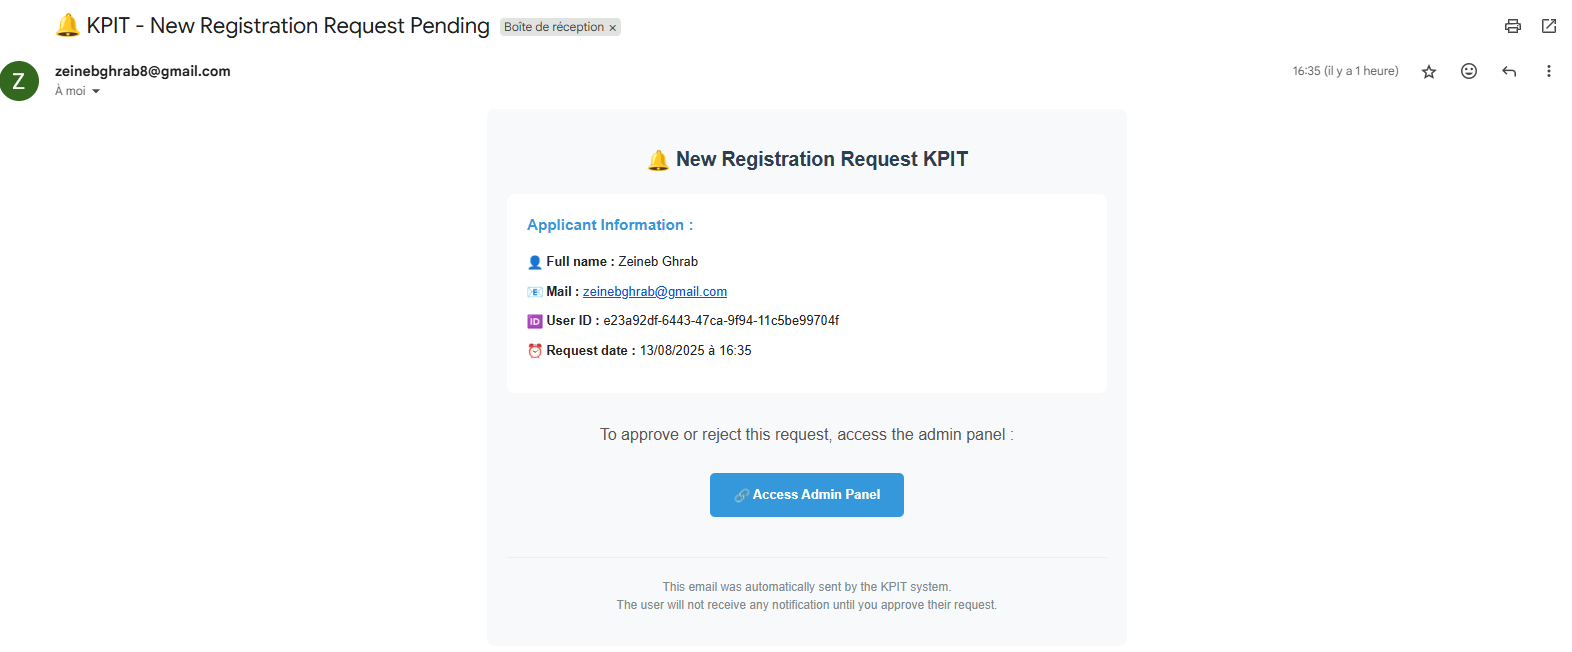 🔔 KPIT - New Registration Request Pending Boîte de réception ×
Z
zeinebghrab8@gmail.com
16:35 (il y a 1 heure)
À moi
🔔 New Registration Request KPIT
Applicant Information :
👤 Full name : Zeineb Ghrab
📧 Mail : zeinebghrab@gmail.com
🆔 User ID : e23a92df-6443-47ca-9f94-11c5be99704f
⏰ Request date : 13/08/2025 à 16:35
To approve or reject this request, access the admin panel :
🔗 Access Admin Panel
This email was automatically sent by the KPIT system.
The user will not receive any notification until you approve their request.